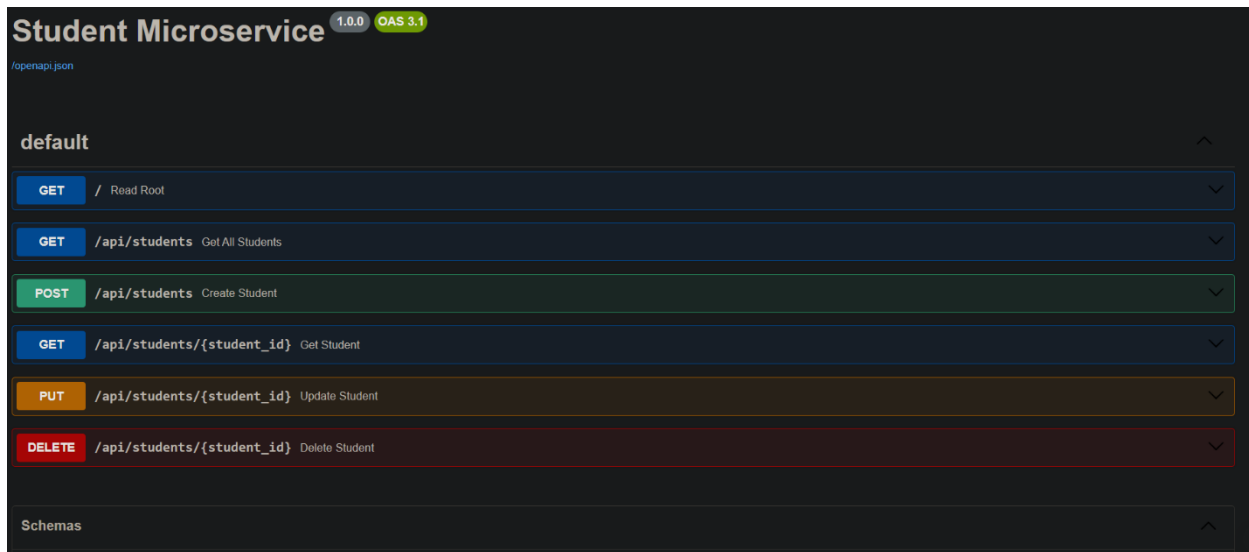 Student Microservice 1.0.0 OAS 3.1
/openapi.json
default
GET / Read Root
GET /api/students Get All Students
POST /api/students Create Student
GET /api/students/{student_id} Get Student
PUT /api/students/{student_id} Update Student
DELETE /api/students/{student_id} Delete Student
Schemas